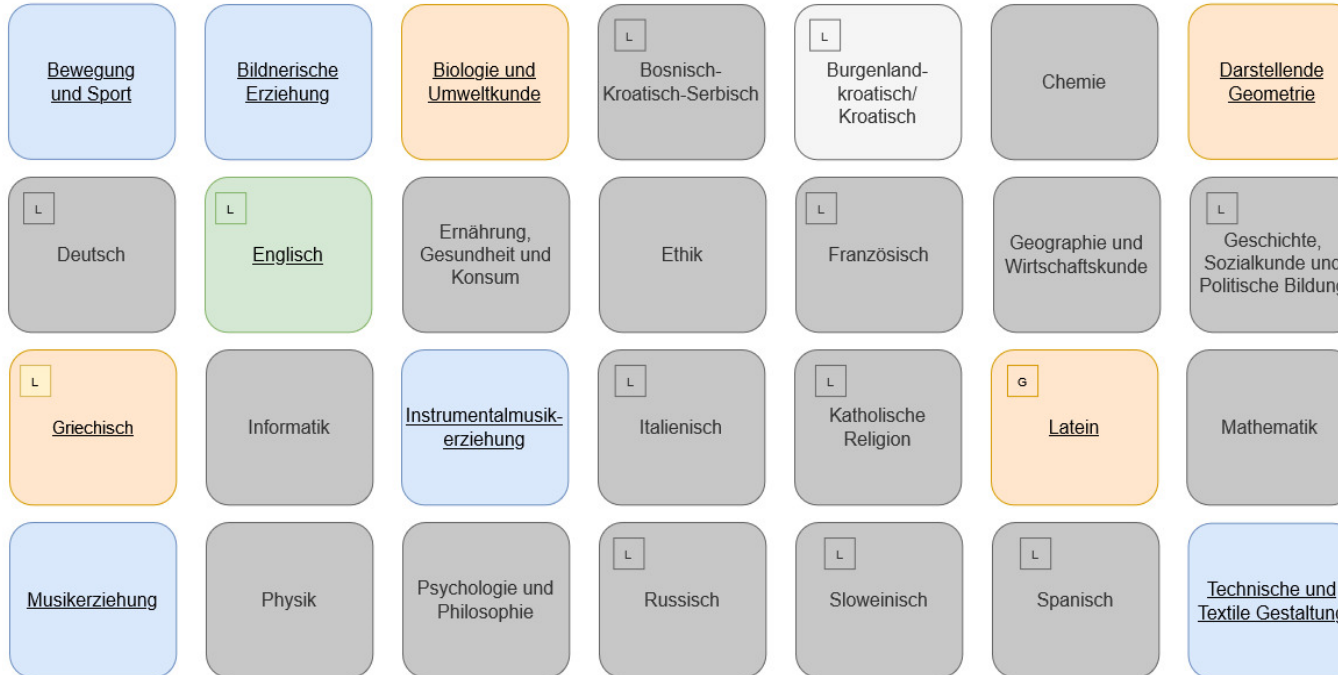 Bewegung
und Sport
Bildnerische
Erziehung
Biologie und
Umweltkunde
L
Bosnisch-
Kroatisch-Serbisch
L
Burgenland-
kroatisch/
Kroatisch
Chemie
Darstellende
Geometrie
L
Deutsch
L
Englisch
Ernährung,
Gesundheit und
Konsum
Ethik
L
Französisch
Geographie und
Wirtschaftskunde
L
Geschichte,
Sozialkunde und
Politische Bildung
L
Griechisch
Informatik
Instrumentalmusik-
erziehung
L
Italienisch
L
Katholische
Religion
G
Latein
Mathematik
Musikerziehung
Physik
Psychologie und
Philosophie
L
Russisch
L
Sloweinisch
L
Spanisch
Technische und
Textile Gestaltung